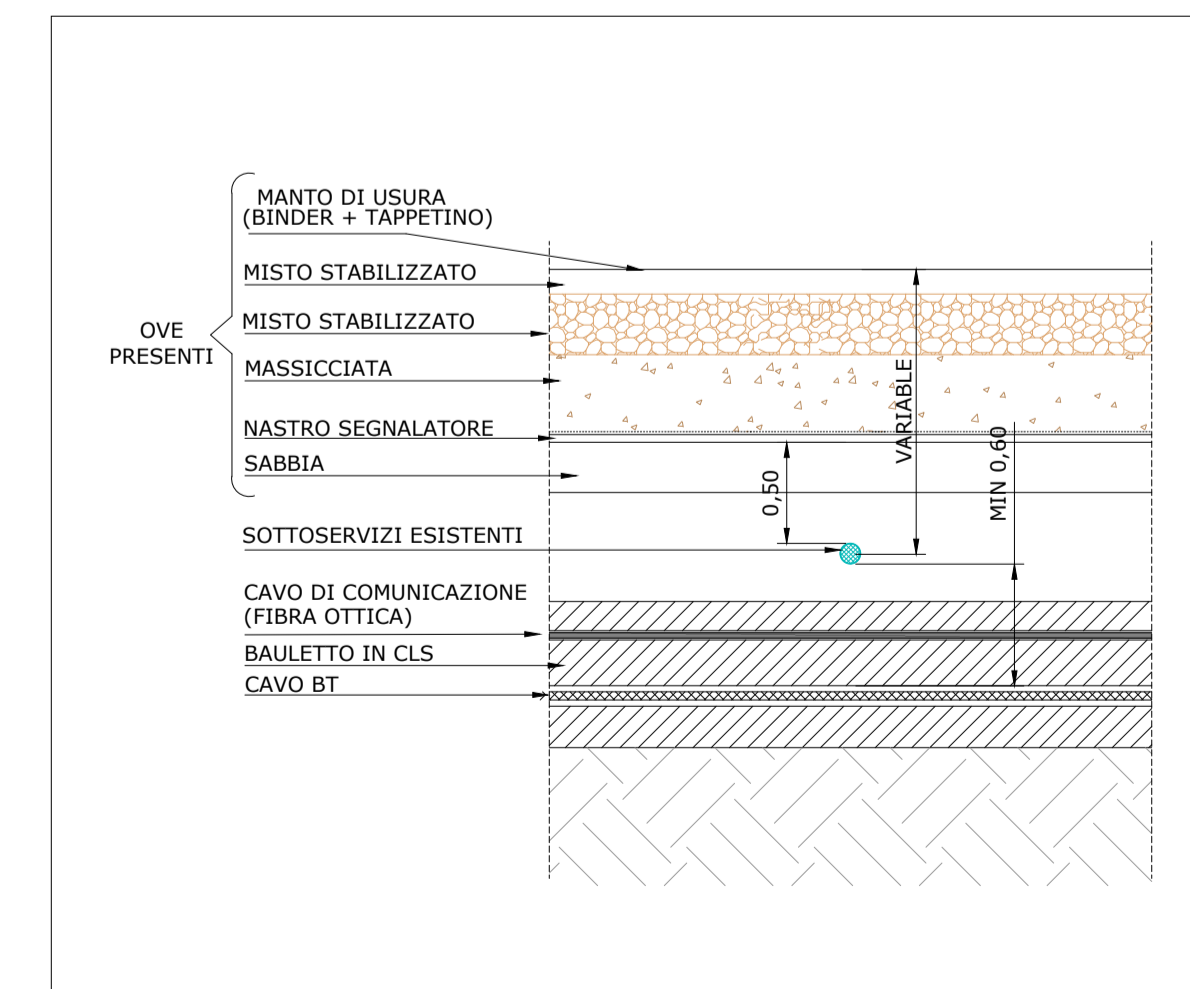 MANTO DI USURA
(BINDER + TAPPETINO)
MISTO STABILIZZATO
MISTO STABILIZZATO
OVE
PRESENTI
MASSICCIATA
NASTRO SEGNALATORE
SABBIA
SOTTOSERVIZI ESISTENTI
CAVO DI COMUNICAZIONE
(FIBRA OTTICA)
BAULETTO IN CLS
CAVO BT
0,50
VARIABLE
MIN 0,60